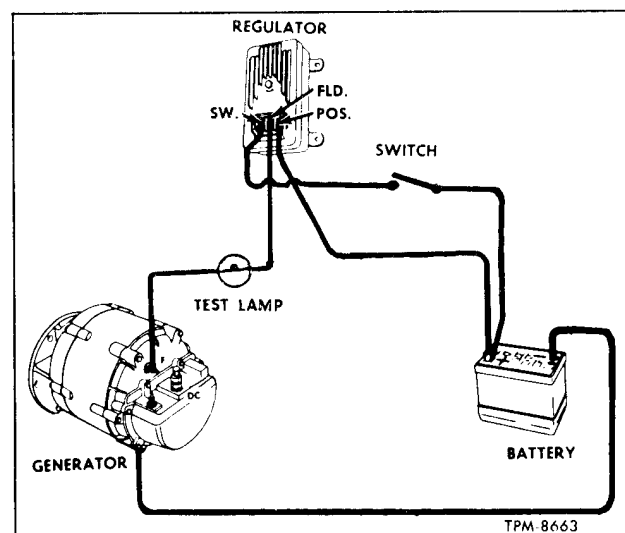 REGULATOR
FLD.
SW.
POS.
SWITCH
TEST LAMP
F
DC
GENERATOR
BATTERY
TPM-8663